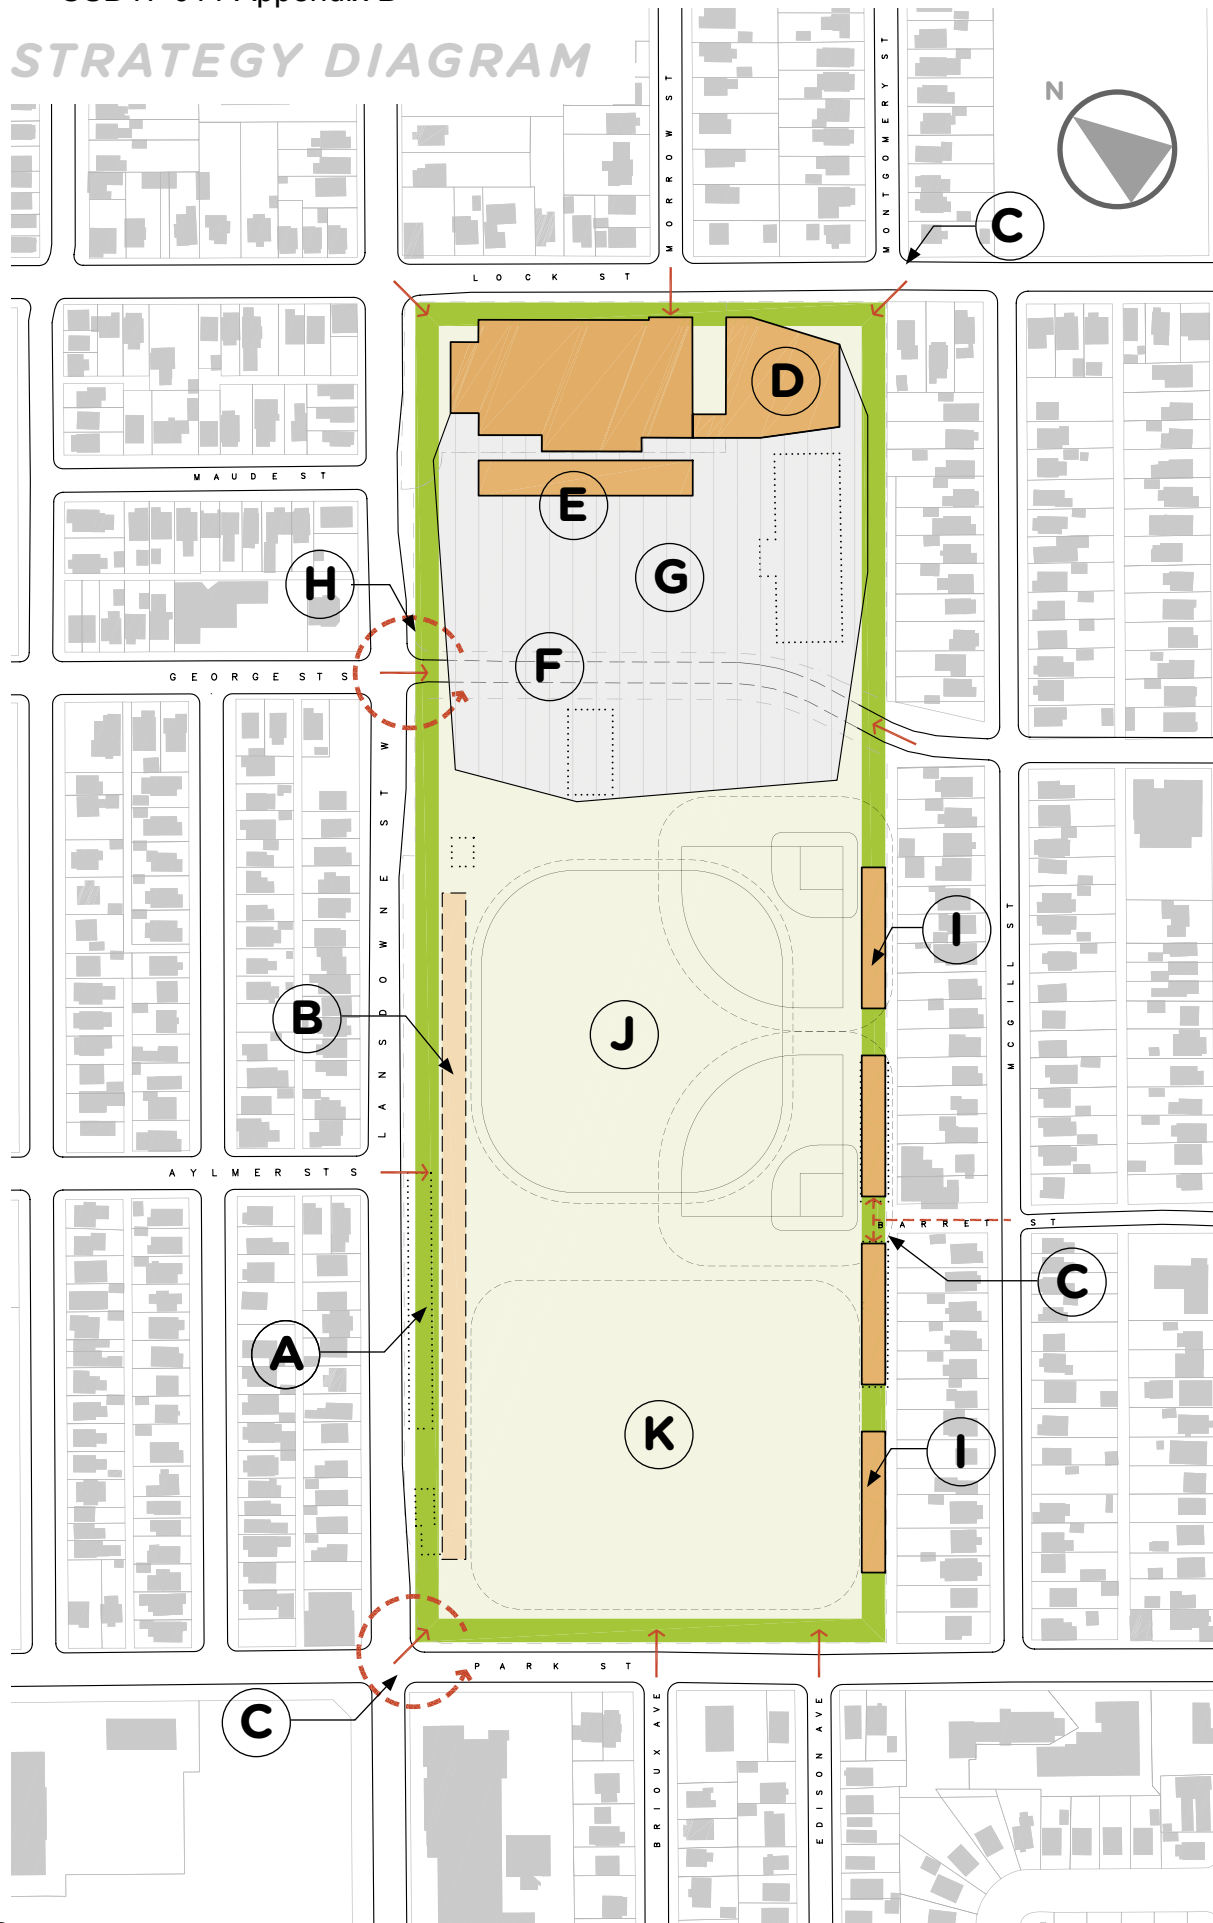 STRATEGY DIAGRAM
N
MORROW ST
MONTGOMERY ST
C
LOCK ST
D
MAUDE ST
E
H
G
F
GEORGE ST S
LANSDOWNE ST W
I
MCGILL ST
B
J
AYLMER ST S
BARRET ST
C
A
K
I
PARK ST
C
BRIOUX AVE
EDISON AVE